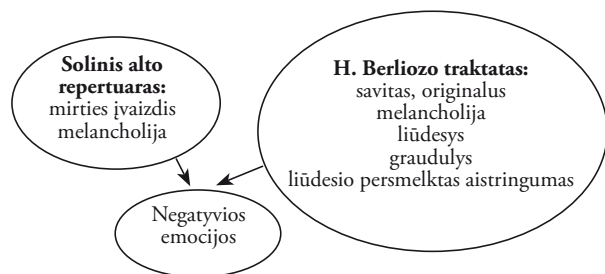 Solinis alto
repertuaras:
mirties įvaizdis
melancholija
H. Berliozo traktatas:
savitas, originalus
melancholija
liūdesys
graudulys
liūdesio persmelktas aistringumas
Negatyvios
emocijos